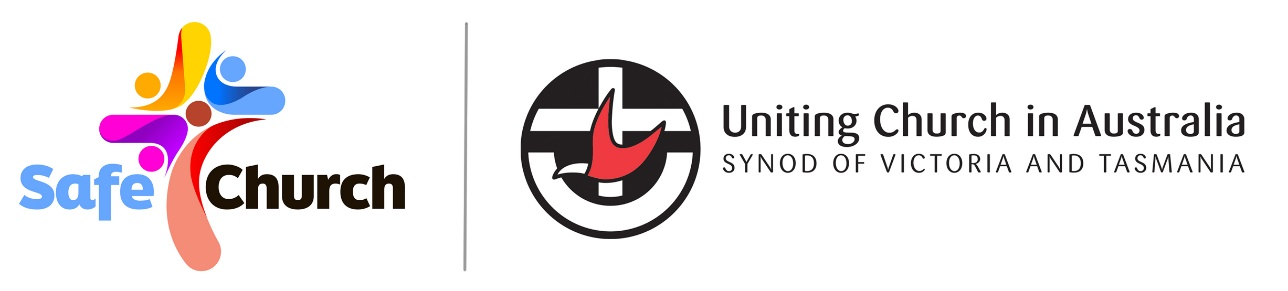 Safe Church
Uniting Church in Australia
SYNOD OF VICTORIA AND TASMANIA